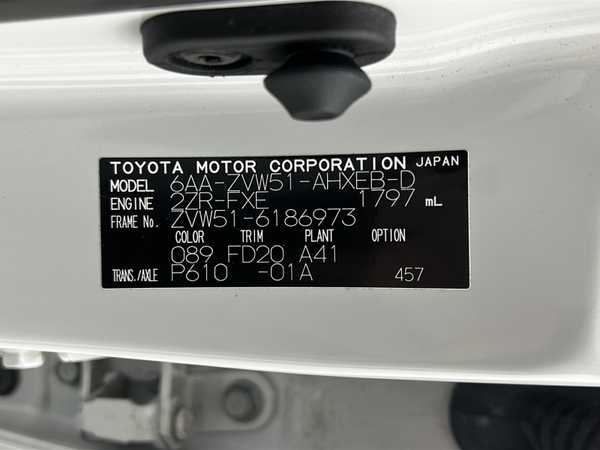 TOYOTA MOTOR CORPORATION JAPAN
MODEL 6AA-ZVW51-AHXEB-D
ENGINE 2ZR-FXE 1797 mL
FRAME No. ZVW51-6186973
COLOR TRIM PLANT OPTION
089 FD20 A41
TRANS./AXLE P610 -01A 457